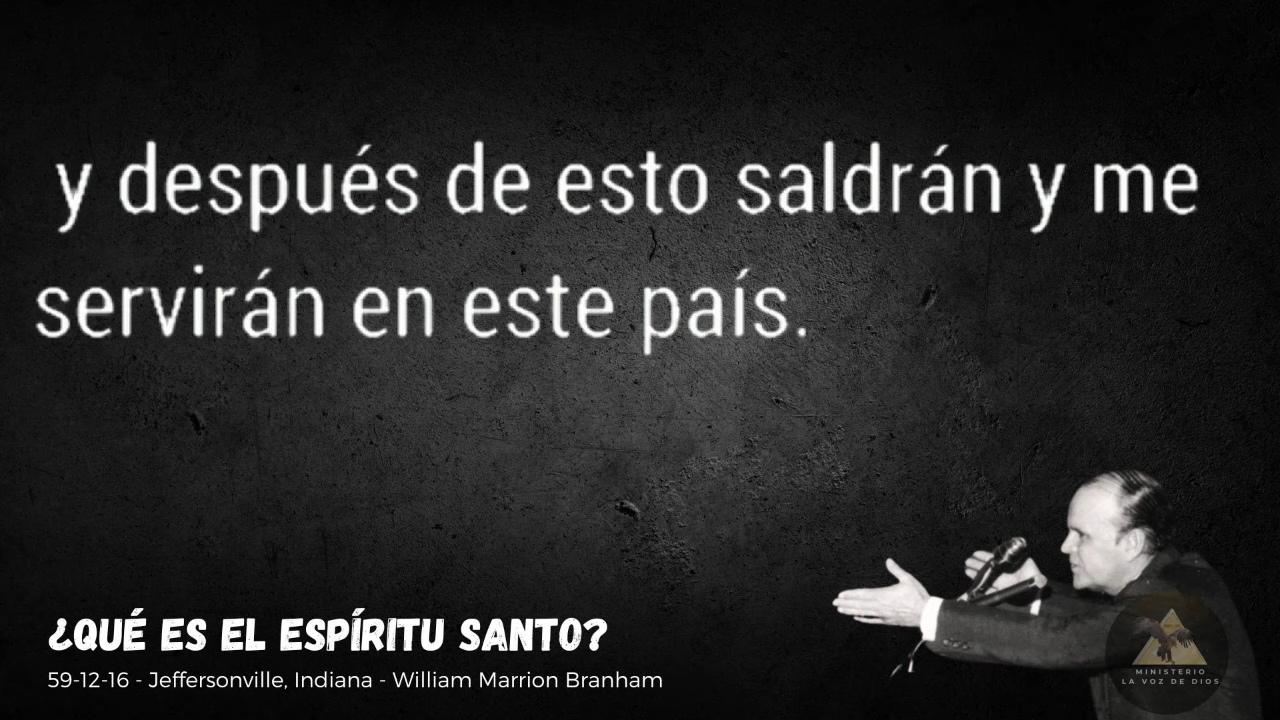 y después de esto saldrán y me
servirán en este país.
¿QUÉ ES EL ESPÍRITU SANTO?
59-12-16 - Jeffersonville, Indiana - William Marrion Branham
MINISTERIO
LA VOZ DE DIOS